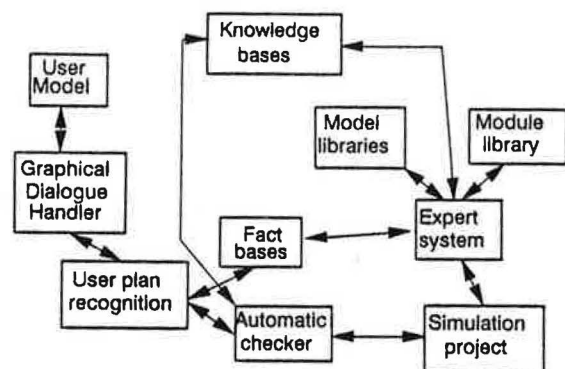 Knowledge
bases
User
Model
Model
libraries
Module
library
Graphical
Dialogue
Handler
Expert
system
Fact
bases
User plan
recognition
Automatic
checker
Simulation
project